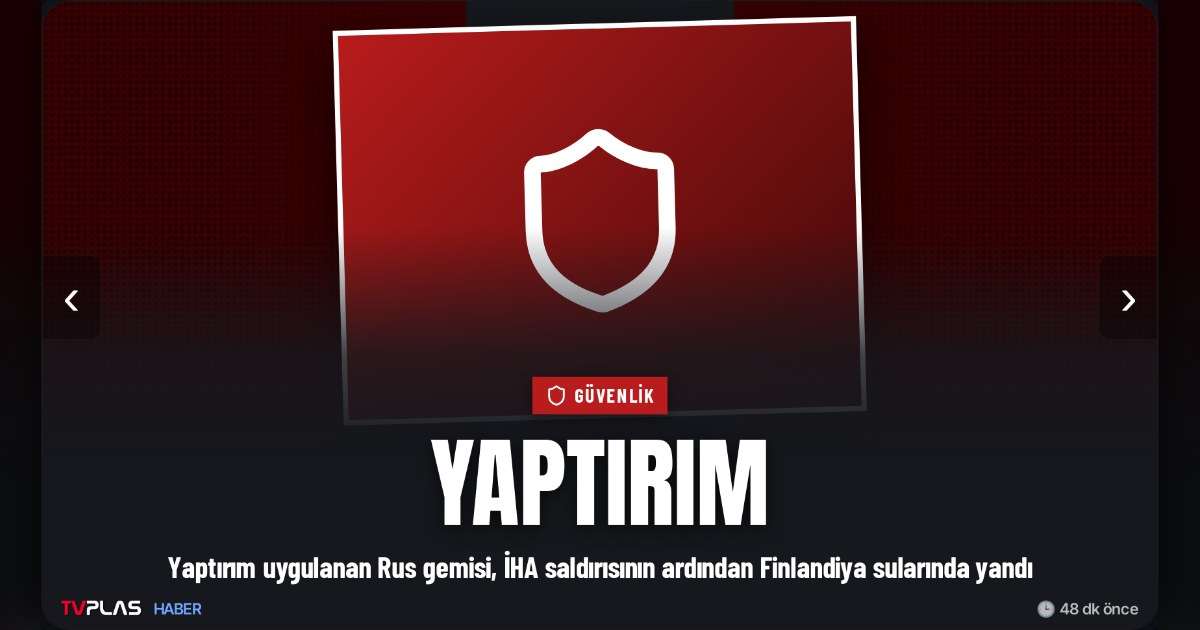 GÜVENLİK
YAPTIRIM
Yaptırım uygulanan Rus gemisi, İHA saldırısının ardından Finlandiya sularında yandı
TVPLAS HABER
48 dk önce